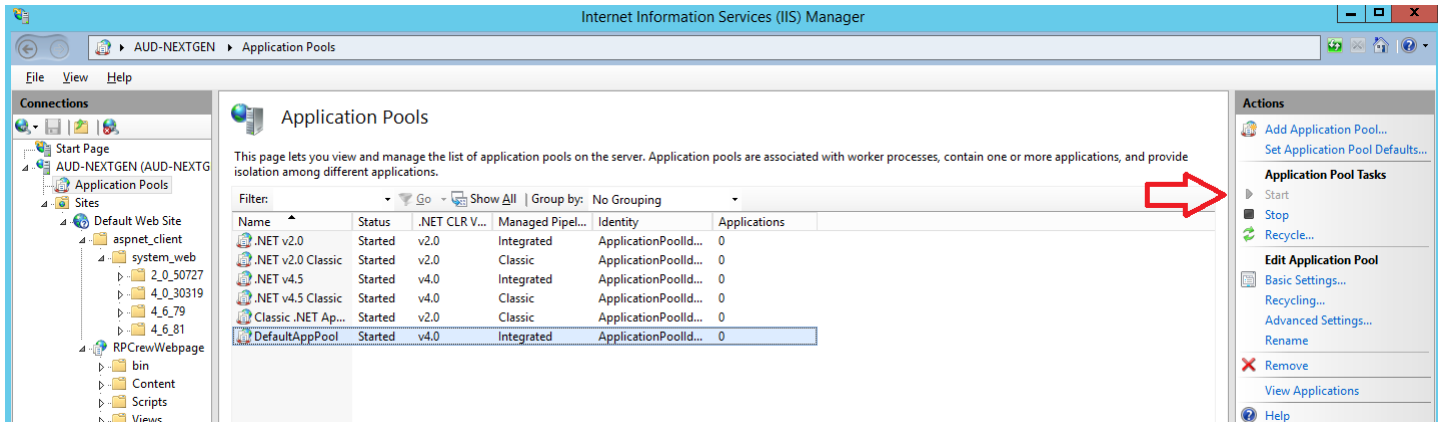 Internet Information Services (IIS) Manager
AUD-NEXTGEN Application Pools
File View Help
Connections
Start Page
AUD-NEXTGEN (AUD-NEXTG
Application Pools
Sites
Default Web Site
aspnet_client
system_web
2_0_50727
4_0_30319
4_6_79
4_6_81
RPCrewWebpage
bin
Content
Scripts
Views
Application Pools
This page lets you view and manage the list of application pools on the server. Application pools are associated with worker processes, contain one or more applications, and provide
isolation among different applications.
Filter: Go Show All Group by: No Grouping
Name Status .NET CLR V... Managed Pipel... Identity Applications
.NET v2.0 Started v2.0 Integrated ApplicationPoolId... 0
.NET v2.0 Classic Started v2.0 Classic ApplicationPoolId... 0
.NET v4.5 Started v4.0 Integrated ApplicationPoolId... 0
.NET v4.5 Classic Started v4.0 Classic ApplicationPoolId... 0
Classic .NET Ap... Started v2.0 Classic ApplicationPoolId... 0
DefaultAppPool Started v4.0 Integrated ApplicationPoolId... 0
Actions
Add Application Pool...
Set Application Pool Defaults...
Application Pool Tasks
Start
Stop
Recycle...
Edit Application Pool
Basic Settings...
Recycling...
Advanced Settings...
Rename
Remove
View Applications
Help